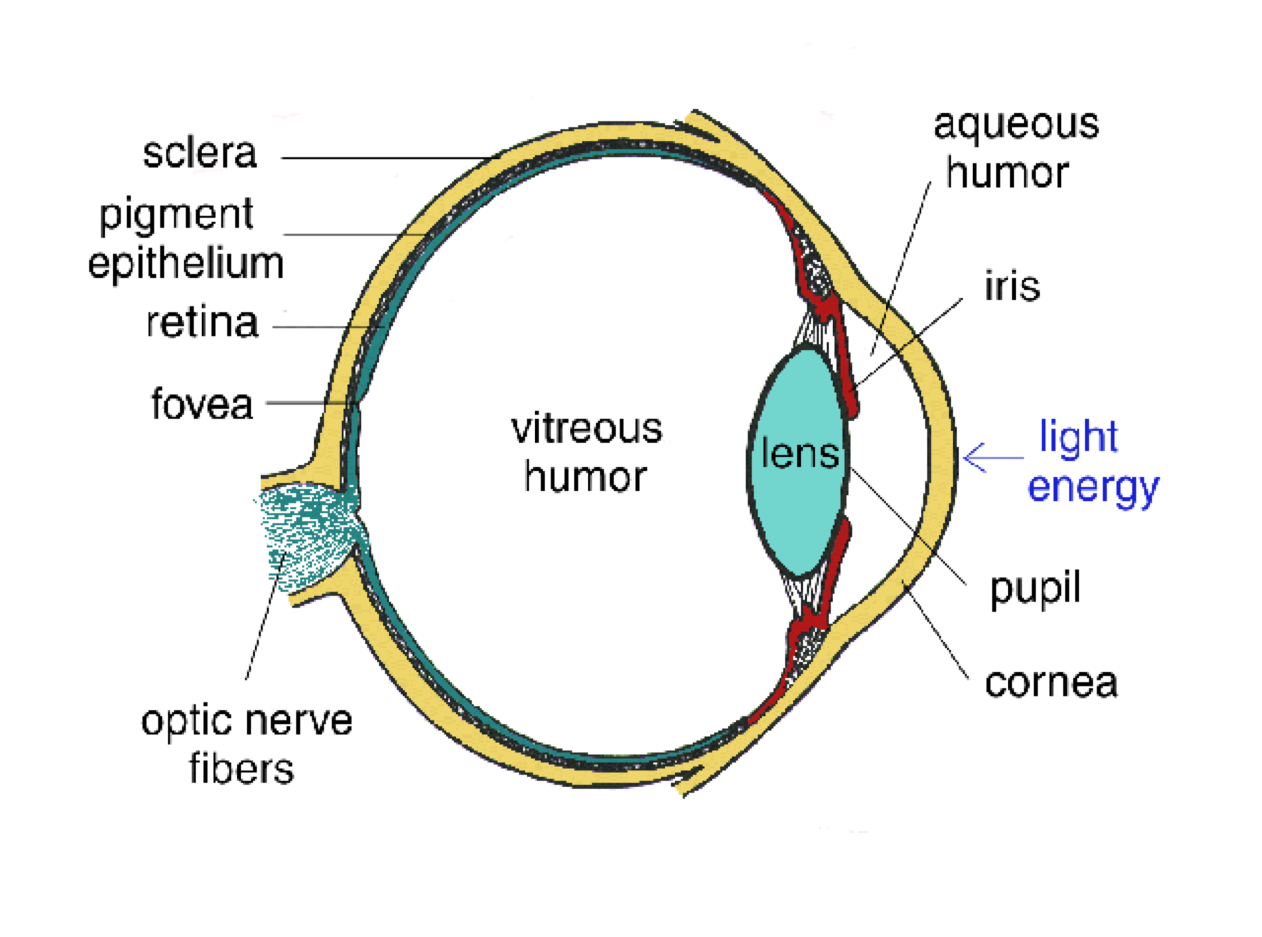 sclera
pigment
epithelium
retina
fovea
optic nerve
fibers
vitreous
humor
lens
aqueous
humor
iris
light
energy
pupil
cornea